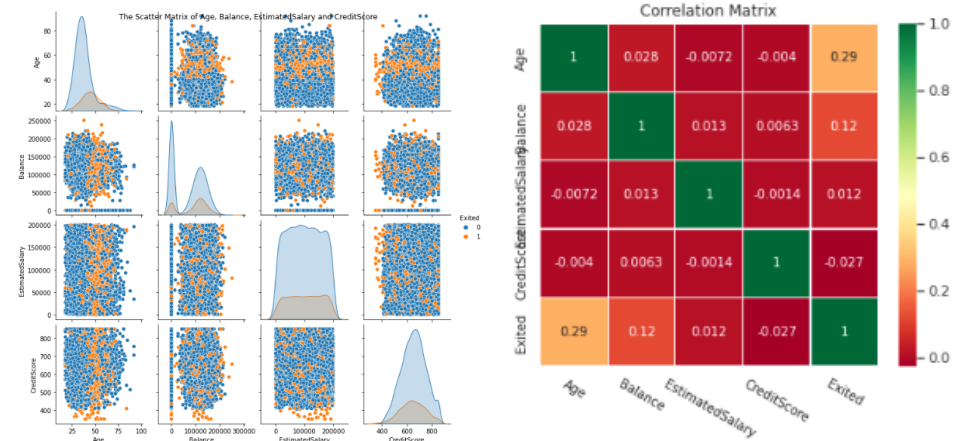 The Scatter Matrix of Age, Balance, EstimatedSalary and CreditScore
Age
80
60
40
20
Balance
250000
200000
150000
100000
50000
0
EstimatedSalary
200000
150000
100000
50000
0
CreditScore
800
700
600
500
400
25 50 75 100
Age
0 100000 200000 300000
Balance
0 100000 200000
EstimatedSalary
400 600 800
CreditScore
Exited
0
1
Correlation Matrix
Age 1 0.028 -0.0072 -0.004 0.29
Balance 0.028 1 0.013 0.0063 0.12
EstimatedSalary -0.0072 0.013 1 -0.0014 0.012
CreditScore -0.004 0.0063 -0.0014 1 -0.027
Exited 0.29 0.12 0.012 -0.027 1
Age Balance EstimatedSalary CreditScore Exited
1.0
0.8
0.6
0.4
0.2
0.0